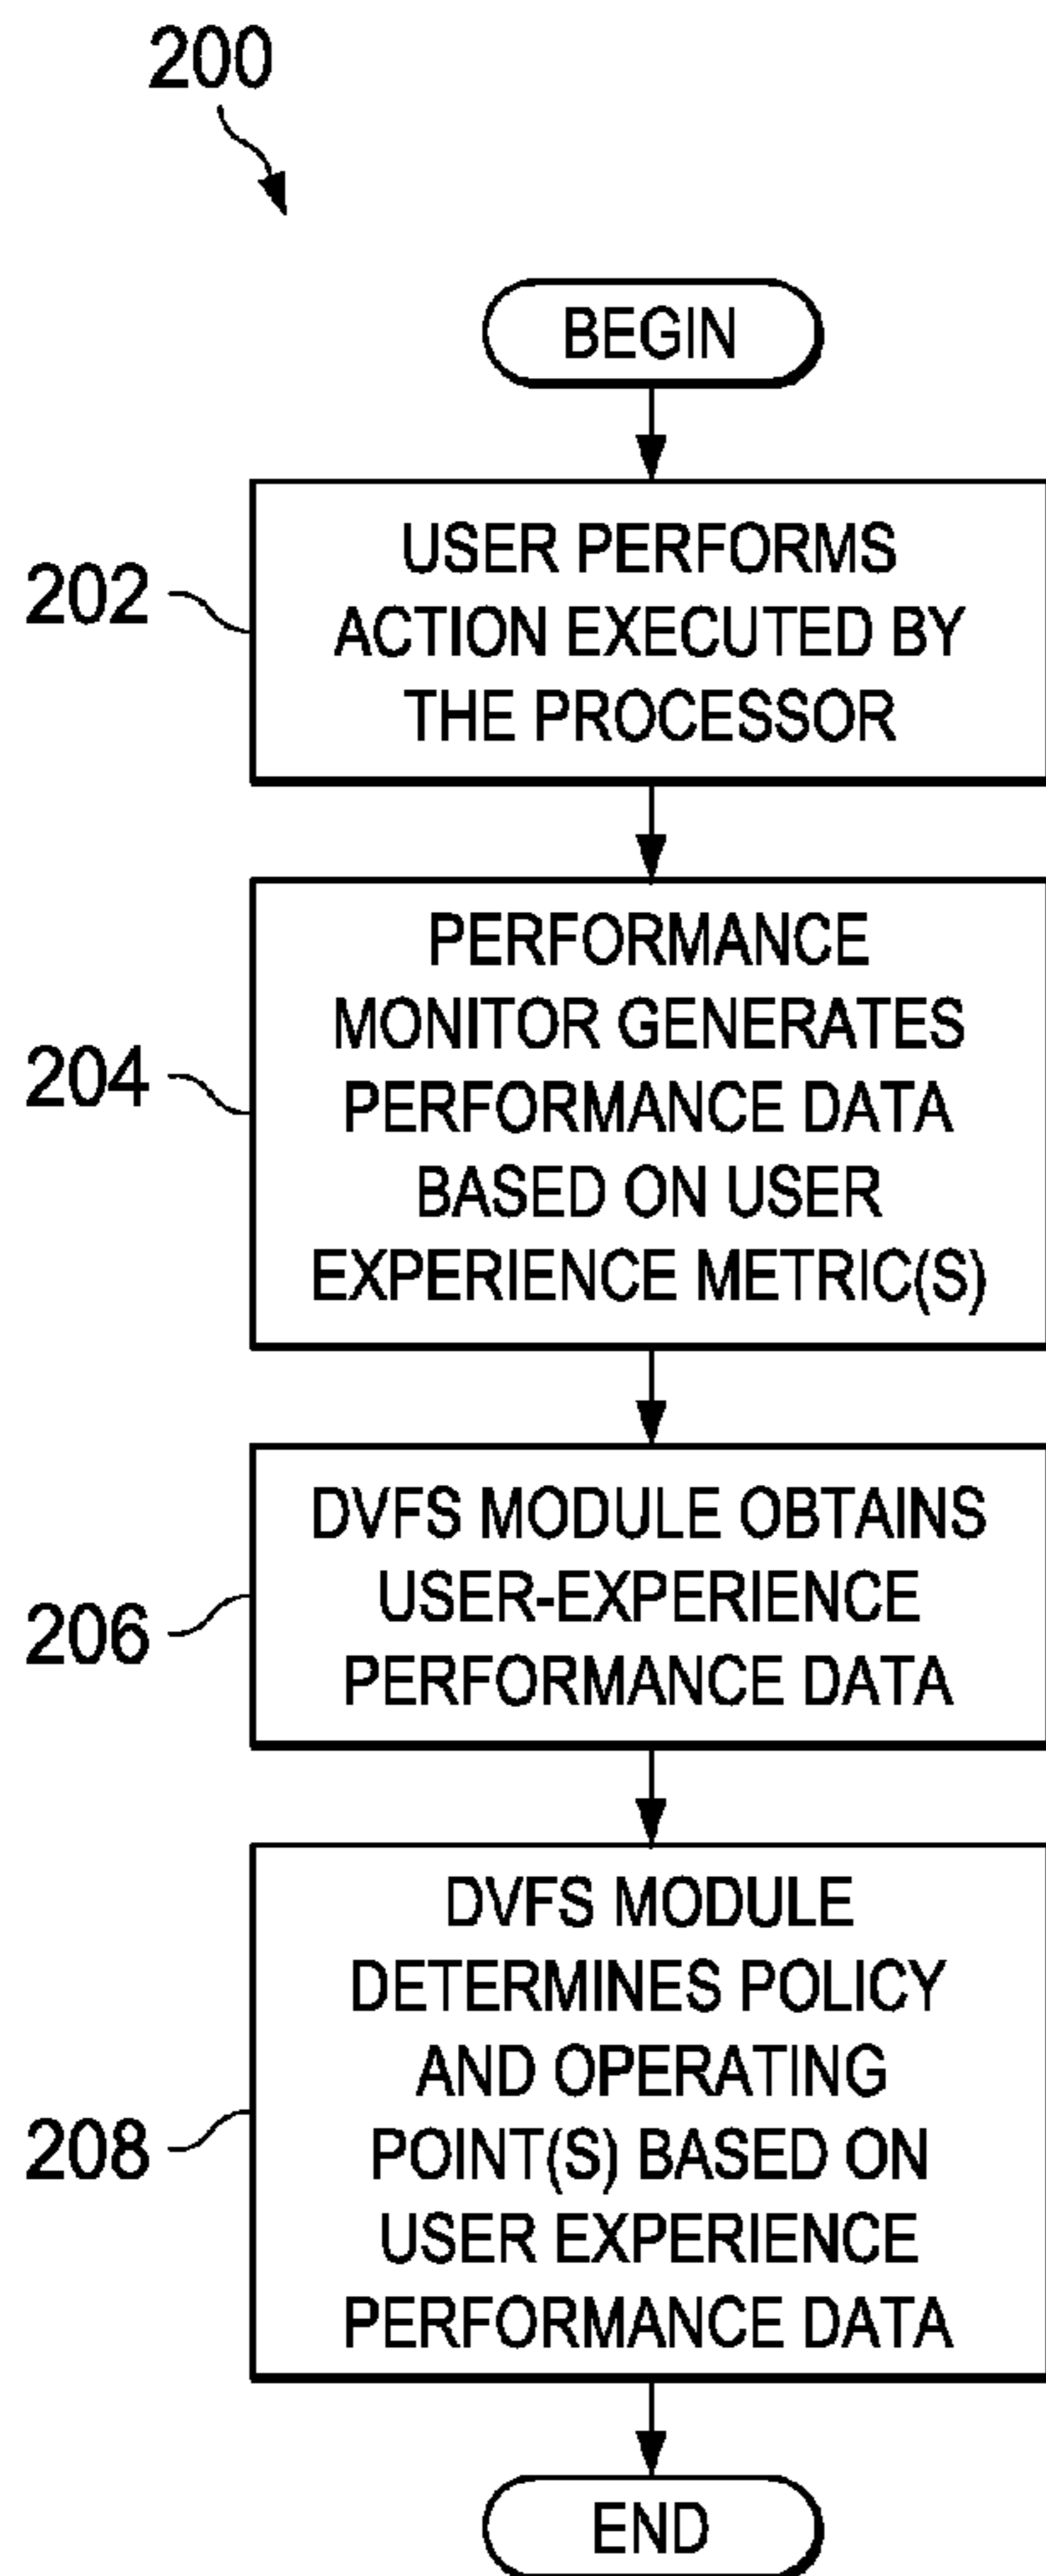 200
BEGIN
202
USER PERFORMS
ACTION EXECUTED BY
THE PROCESSOR
204
PERFORMANCE
MONITOR GENERATES
PERFORMANCE DATA
BASED ON USER
EXPERIENCE METRIC(S)
206
DVFS MODULE OBTAINS
USER-EXPERIENCE
PERFORMANCE DATA
208
DVFS MODULE
DETERMINES POLICY
AND OPERATING
POINT(S) BASED ON
USER EXPERIENCE
PERFORMANCE DATA
END